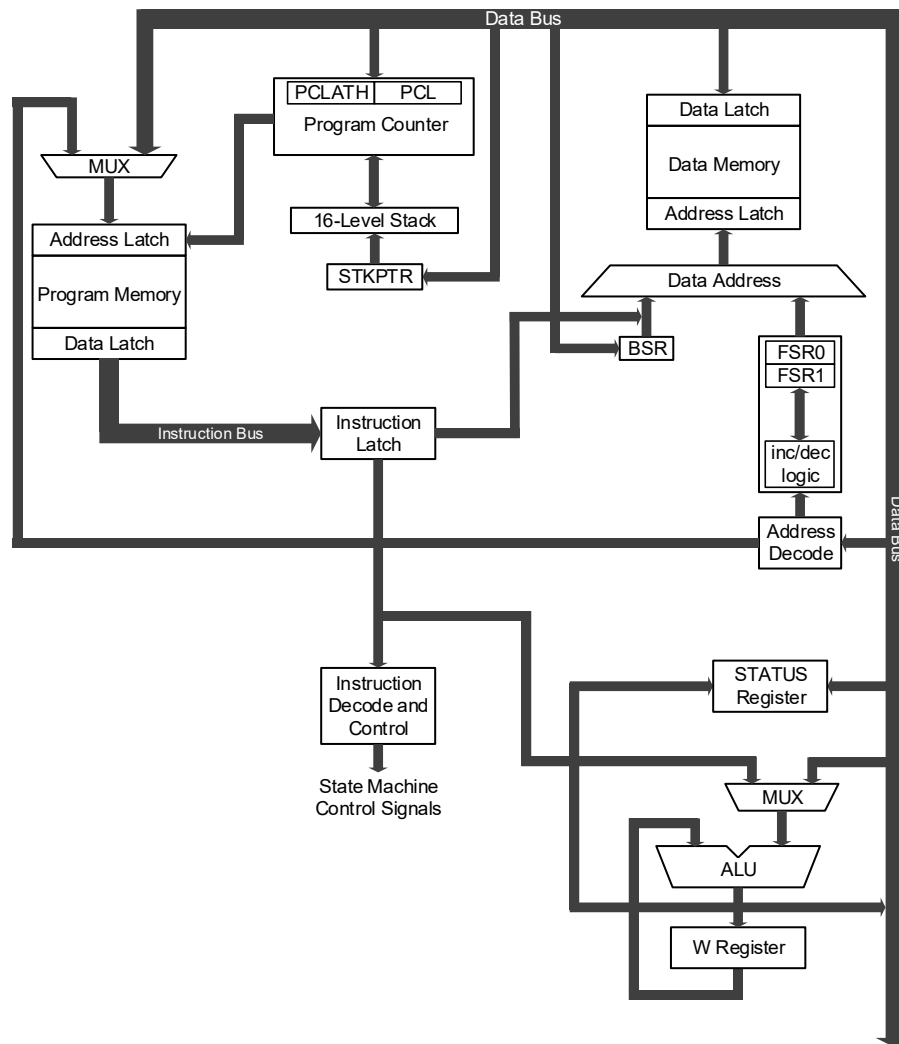 Data Bus
PCLATH
PCL
Program Counter
Data Latch
Data Memory
Address Latch
MUX
16-Level Stack
Address Latch
Program Memory
Data Latch
STKPTR
Data Address
BSR
FSR0
FSR1
Instruction Bus
Instruction
Latch
inc/dec
logic
Address
Decode
Data Bus
Instruction
Decode and
Control
STATUS
Register
State Machine
Control Signals
MUX
ALU
W Register